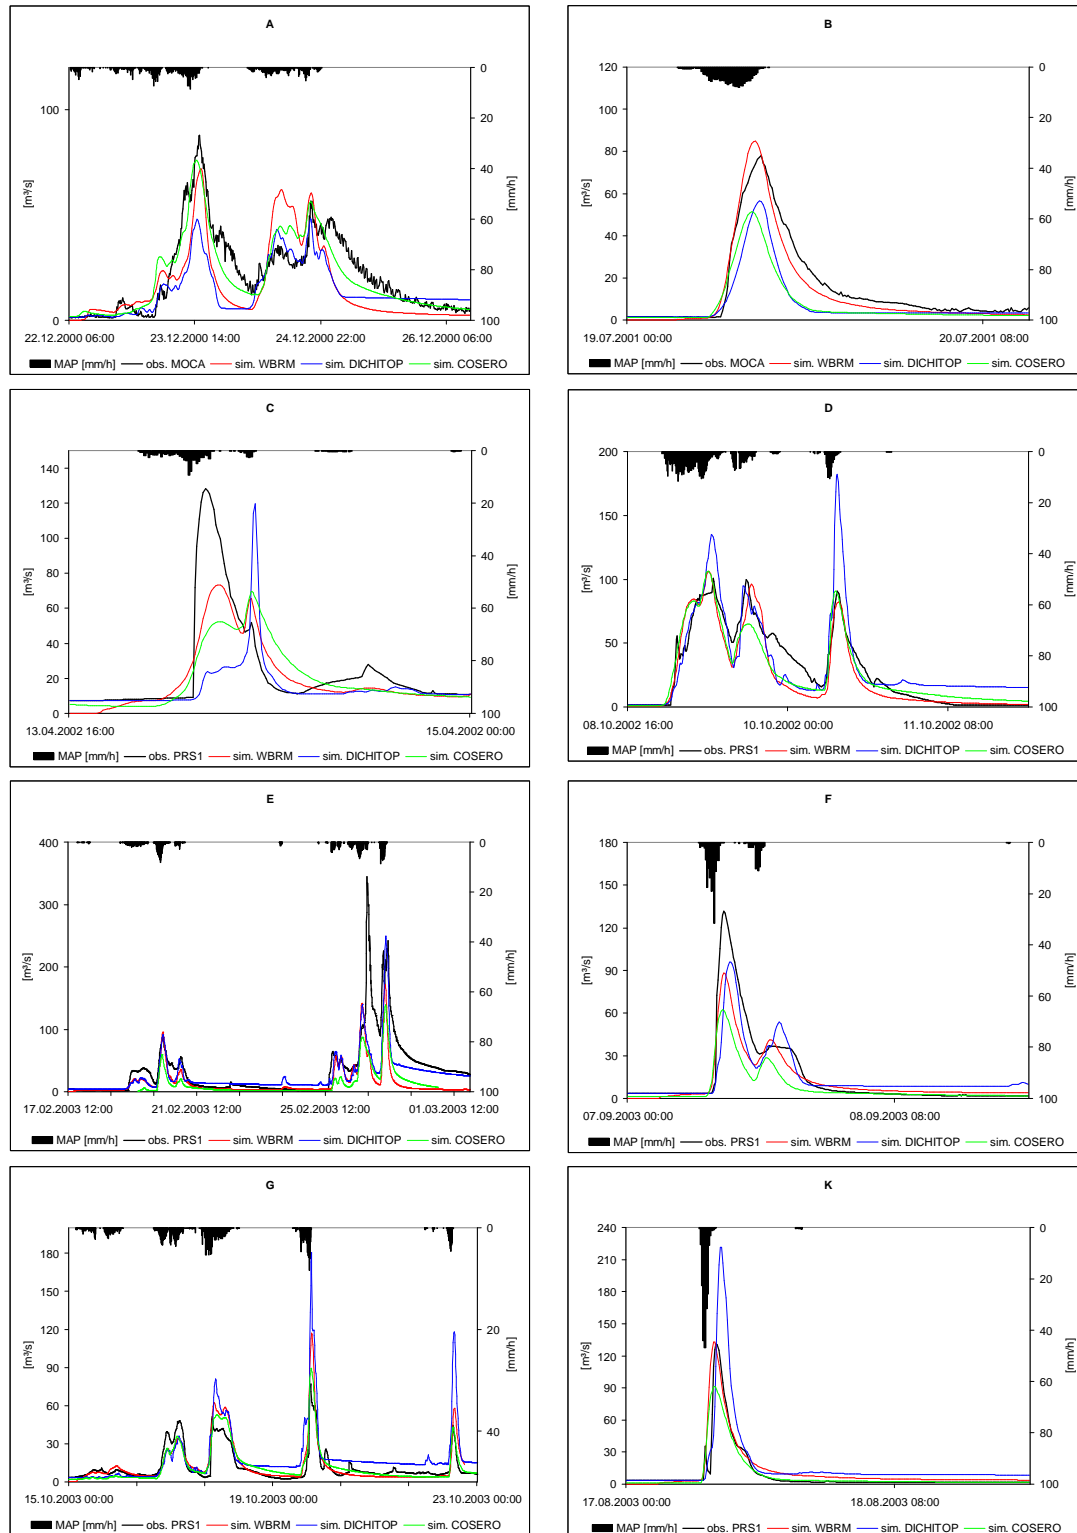 A
100
0
0
20
40
60
80
100
[m³/s]
[mm/h]
22.12.2000 06:00 23.12.2000 14:00 24.12.2000 22:00 26.12.2000 06:00
MAP [mm/h] obs. MOCA sim. WBRM sim. DICHITOP sim. COSERO
B
120
100
80
60
40
20
0
0
20
40
60
80
100
[m³/s]
[mm/h]
19.07.2001 00:00 20.07.2001 08:00
MAP [mm/h] obs. MOCA sim. WBRM sim. DICHITOP sim. COSERO
C
140
120
100
80
60
40
20
0
0
20
40
60
80
100
[m³/s]
[mm/h]
13.04.2002 16:00 15.04.2002 00:00
MAP [mm/h] obs. PRS1 sim. WBRM sim. DICHITOP sim. COSERO
D
200
150
100
50
0
0
20
40
60
80
100
[m³/s]
[mm/h]
08.10.2002 16:00 10.10.2002 00:00 11.10.2002 08:00
MAP [mm/h] obs. PRS1 sim. WBRM sim. DICHITOP sim. COSERO
E
400
300
200
100
0
0
20
40
60
80
100
[m³/s]
[mm/h]
17.02.2003 12:00 21.02.2003 12:00 25.02.2003 12:00 01.03.2003 12:00
MAP [mm/h] obs. PRS1 sim. WBRM sim. DICHITOP sim. COSERO
F
180
150
120
90
60
30
0
0
20
40
60
80
100
[m³/s]
[mm/h]
07.09.2003 00:00 08.09.2003 08:00
MAP [mm/h] obs. PRS1 sim. WBRM sim. DICHITOP sim. COSERO
G
180
150
120
90
60
30
0
0
20
40
[m³/s]
[mm/h]
15.10.2003 00:00 19.10.2003 00:00 23.10.2003 00:00
MAP [mm/h] obs. PRS1 sim. WBRM sim. DICHITOP sim. COSERO
K
240
210
180
150
120
90
60
30
0
0
20
40
60
80
100
[m³/s]
[mm/h]
17.08.2003 00:00 18.08.2003 08:00
MAP [mm/h] obs. PRS1 sim. WBRM sim. DICHITOP sim. COSERO